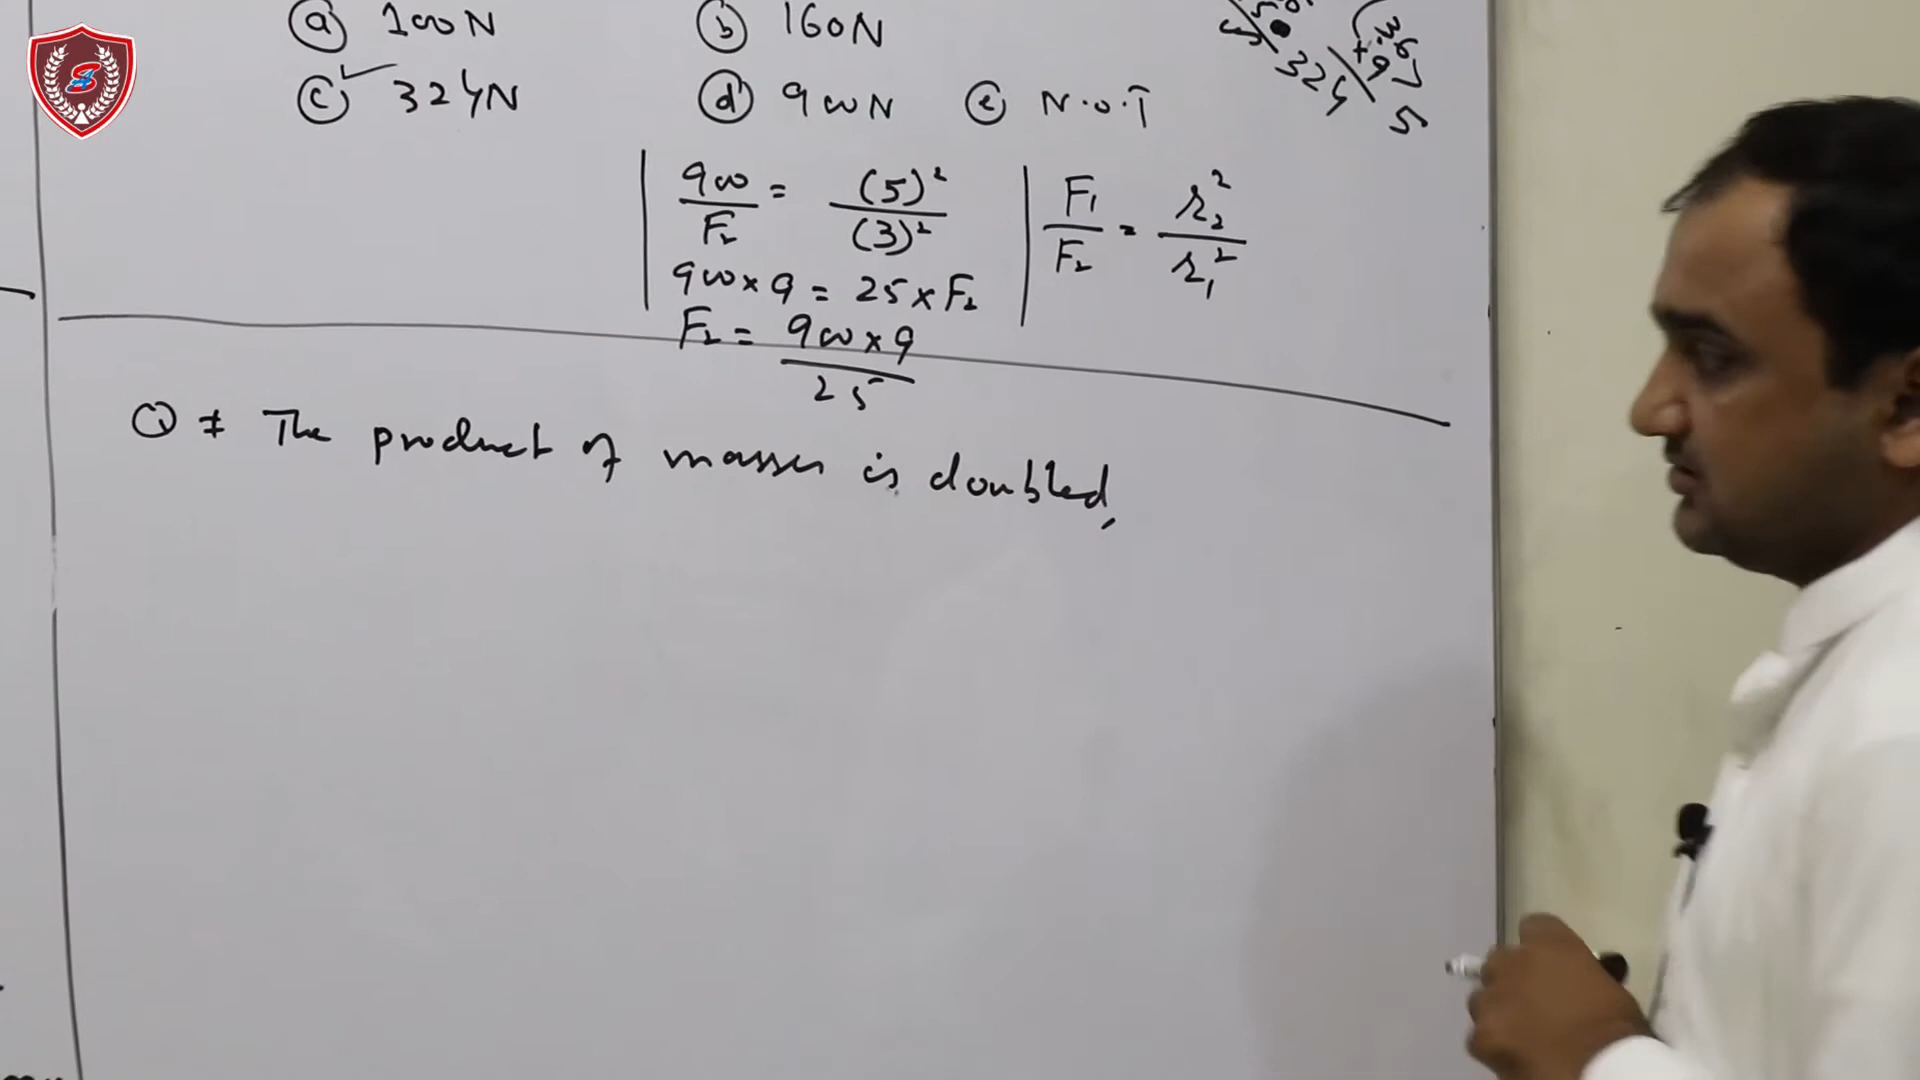 ⓐ 100N ⓑ 160N
ⓒ ✓ 324N ⓓ 900N ⓔ N.O.T
(36
+9)
324
5
900/F₂ = (5)²/(3)²
900 × 9 = 25 × F₂
F₂ = 900 × 9/25
F₁/F₂ = r₂²/r₁²
Q # The product of masses is doubled,